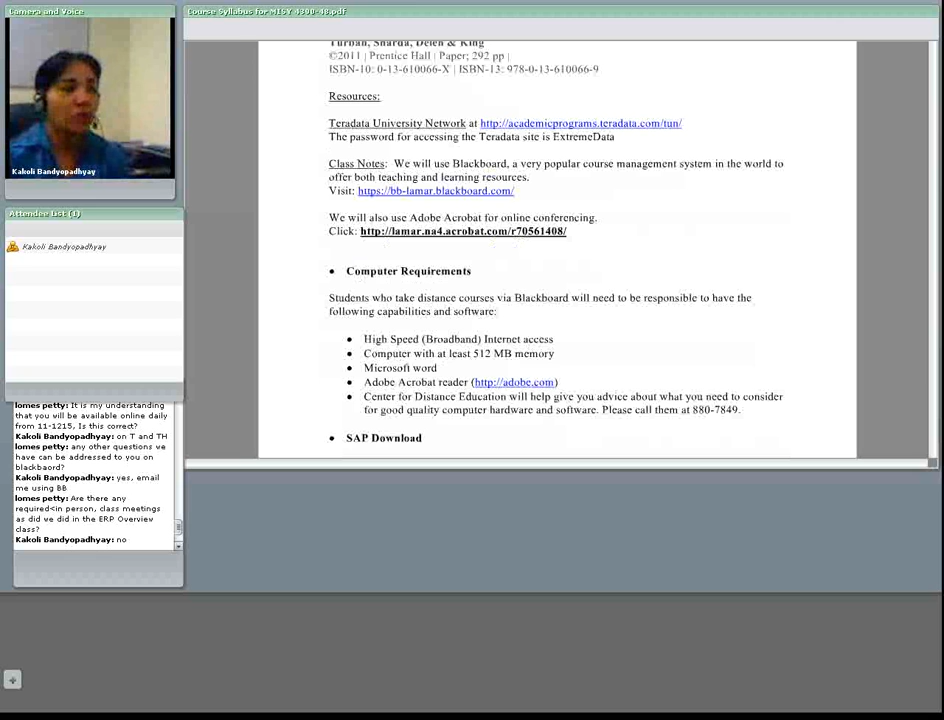 Camera and Voice
Kakoli Bandyopadhyay
Attendee List (1)
Kakoli Bandyopadhyay
lomes petty: It is my understanding
that you will be available online daily
from 11-1215, Is this correct?
Kakoli Bandyopadhyay: on T and TH
lomes petty: any other questions we
have can be addressed to you on
blackbaord?
Kakoli Bandyopadhyay: yes, email
me using BB
lomes petty: Are there any
required<in person, class meetings
as did we did in the ERP Overview
class?
Kakoli Bandyopadhyay: no
Course Syllabus for MISY 4300-48.pdf
Turban, Sharda, Delen & King
©2011 | Prentice Hall | Paper; 292 pp |
ISBN-10: 0-13-610066-X | ISBN-13: 978-0-13-610066-9
Resources:
Teradata University Network at http://academicprograms.teradata.com/tun/
The password for accessing the Teradata site is ExtremeData
Class Notes: We will use Blackboard, a very popular course management system in the world to
offer both teaching and learning resources.
Visit: https://bb-lamar.blackboard.com/
We will also use Adobe Acrobat for online conferencing.
Click: http://lamar.na4.acrobat.com/r70561408/
• Computer Requirements
Students who take distance courses via Blackboard will need to be responsible to have the
following capabilities and software:
• High Speed (Broadband) Internet access
• Computer with at least 512 MB memory
• Microsoft word
• Adobe Acrobat reader (http://adobe.com)
• Center for Distance Education will help give you advice about what you need to consider
for good quality computer hardware and software. Please call them at 880-7849.
• SAP Download